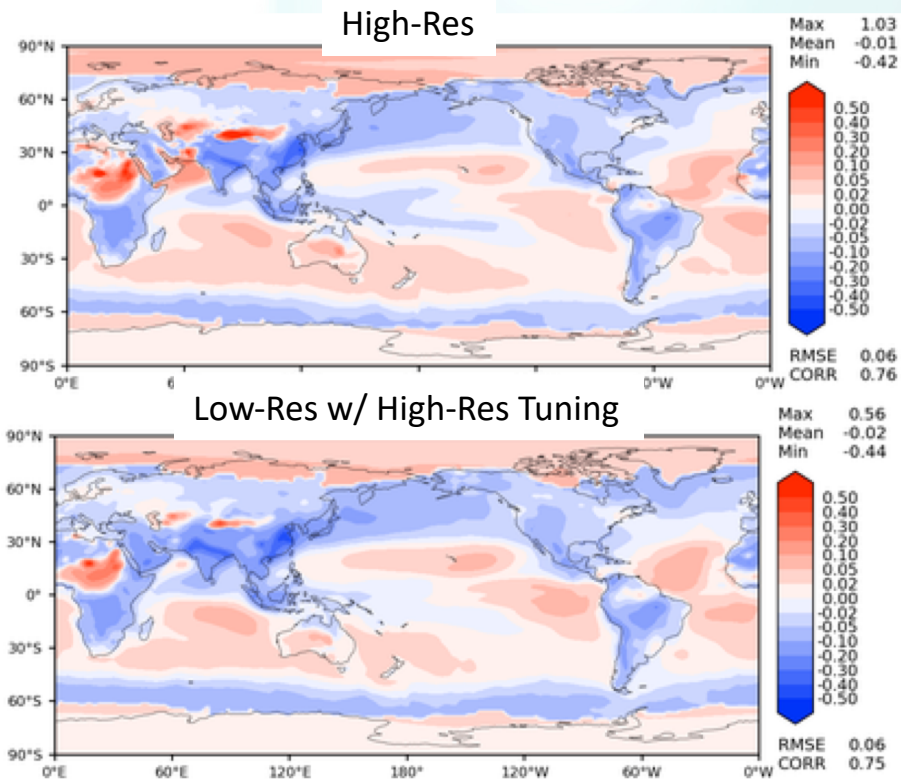 High-Res
Max 1.03
Mean -0.01
Min -0.42
90°N
60°N
30°N
0°
30°S
60°S
90°S
0°E 6 0°W 0°W
0.50
0.40
0.30
0.20
0.10
0.05
0.02
0.00
-0.02
-0.05
-0.10
-0.20
-0.30
-0.40
-0.50
RMSE 0.06
CORR 0.76
Low-Res w/ High-Res Tuning
Max 0.56
Mean -0.02
Min -0.44
90°N
60°N
30°N
0°
30°S
60°S
90°S
0°E 60°E 120°E 180° 120°W 60°W 0°W
0.50
0.40
0.30
0.20
0.10
0.05
0.02
0.00
-0.02
-0.05
-0.10
-0.20
-0.30
-0.40
-0.50
RMSE 0.06
CORR 0.75